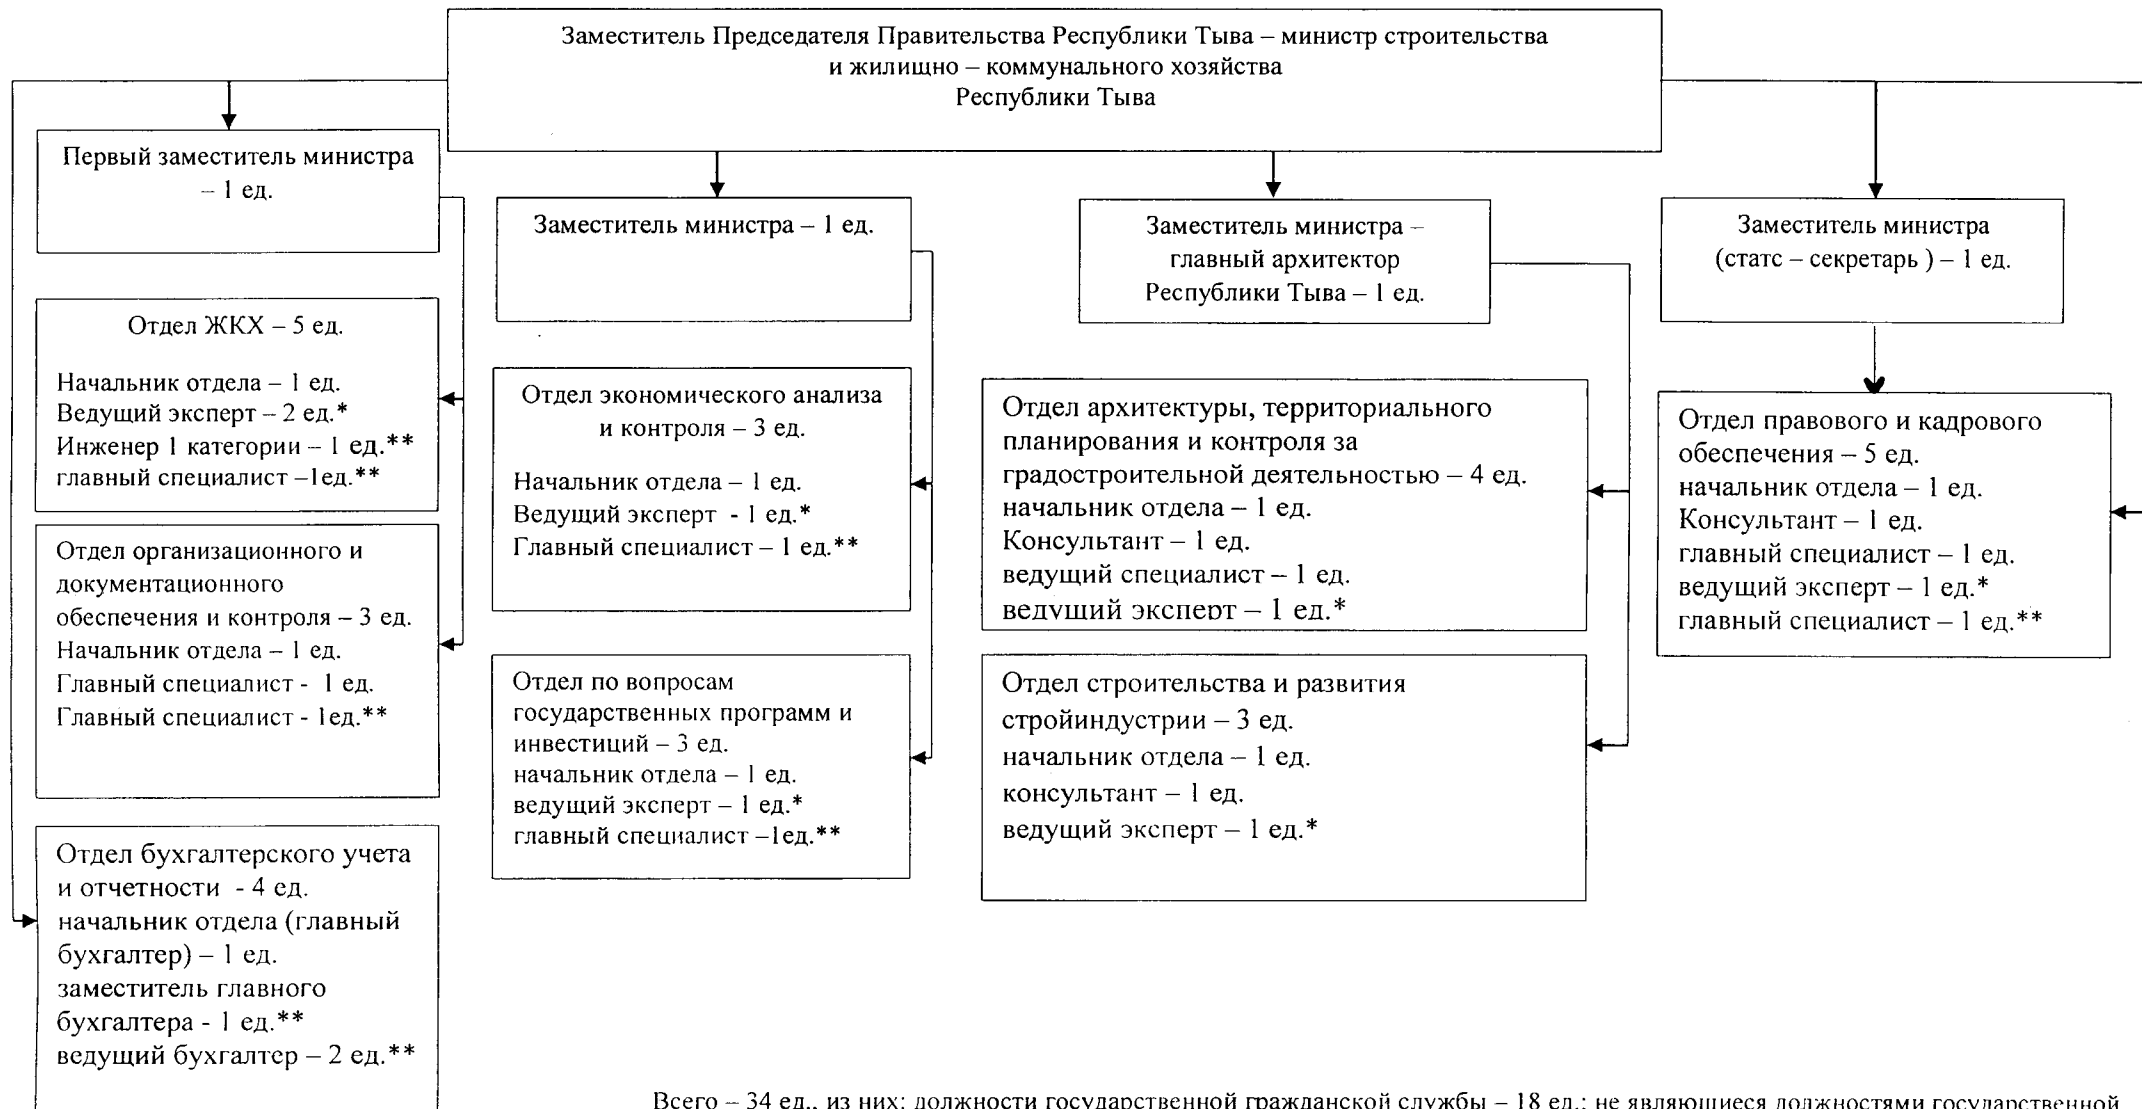 Заместитель Председателя Правительства Республики Тыва – министр строительства
и жилищно – коммунального хозяйства
Республики Тыва
Первый заместитель министра
– 1 ед.
Отдел ЖКХ – 5 ед.
Начальник отдела – 1 ед.
Ведущий эксперт – 2 ед.*
Инженер 1 категории – 1 ед.**
главный специалист –1ед.**
Отдел организационного и
документационного
обеспечения и контроля – 3 ед.
Начальник отдела – 1 ед.
Главный специалист - 1 ед.
Главный специалист - 1ед.**
Отдел бухгалтерского учета
и отчетности - 4 ед.
начальник отдела (главный
бухгалтер) – 1 ед.
заместитель главного
бухгалтера - 1 ед.**
ведущий бухгалтер – 2 ед.**
Заместитель министра – 1 ед.
Отдел экономического анализа
и контроля – 3 ед.
Начальник отдела – 1 ед.
Ведущий эксперт - 1 ед.*
Главный специалист – 1 ед.**
Отдел по вопросам
государственных программ и
инвестиций – 3 ед.
начальник отдела – 1 ед.
ведущий эксперт – 1 ед.*
главный специалист –1ед.**
Заместитель министра –
главный архитектор
Республики Тыва – 1 ед.
Отдел архитектуры, территориального
планирования и контроля за
градостроительной деятельностью – 4 ед.
начальник отдела – 1 ед.
Консультант – 1 ед.
ведущий специалист – 1 ед.
ведущий эксперт – 1 ед.*
Отдел строительства и развития
стройиндустрии – 3 ед.
начальник отдела – 1 ед.
консультант – 1 ед.
ведущий эксперт – 1 ед.*
Заместитель министра
(статс – секретарь ) – 1 ед.
Отдел правового и кадрового
обеспечения – 5 ед.
начальник отдела – 1 ед.
Консультант – 1 ед.
главный специалист – 1 ед.
ведущий эксперт – 1 ед.*
главный специалист – 1 ед.**
Всего – 34 ед., из них: должности государственной гражданской службы – 18 ед.; не являющиеся должностями государственной